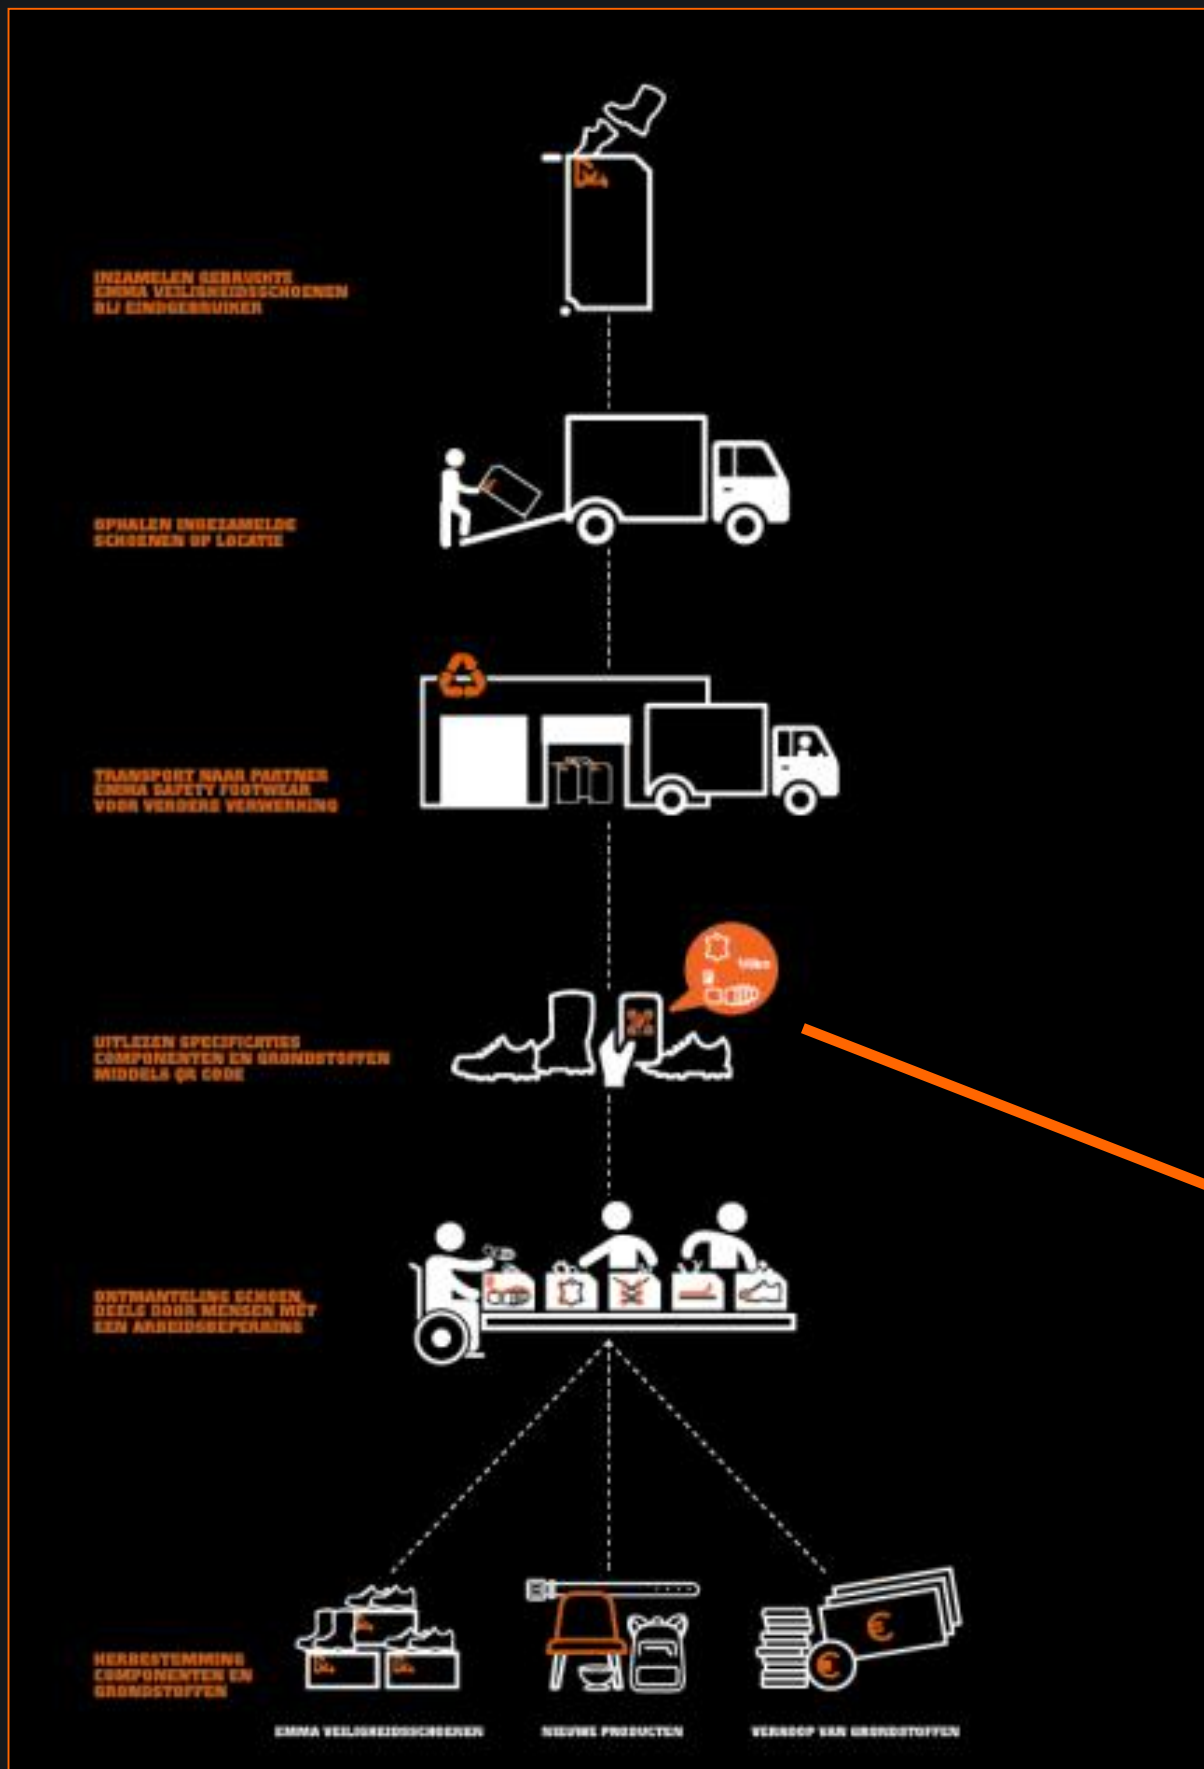 INZAMELEN GEBRUIKTE
EMMA VEILIGHEIDSSCHOENEN
BIJ EINDGEBRUIKER
OPHALEN INGEZAMELDE
SCHOENEN OP LOCATIE
TRANSPORT NAAR PARTNER
EMMA SAFETY FOOTWEAR
VOOR VERDERE VERWERKING
UITLEZEN SPECIFICATIES
COMPONENTEN EN GRONDSTOFFEN
MIDDELS QR CODE
ONTMANTELING SCHOEN,
DEELS DOOR MENSEN MET
EEN ARBEIDSBEPERKING
HERBESTEMMING
COMPONENTEN EN
GRONDSTOFFEN
€
€
EMMA VEILIGHEIDSSCHOENEN
NIEUWE PRODUCTEN
VERKOOP VAN GRONDSTOFFEN